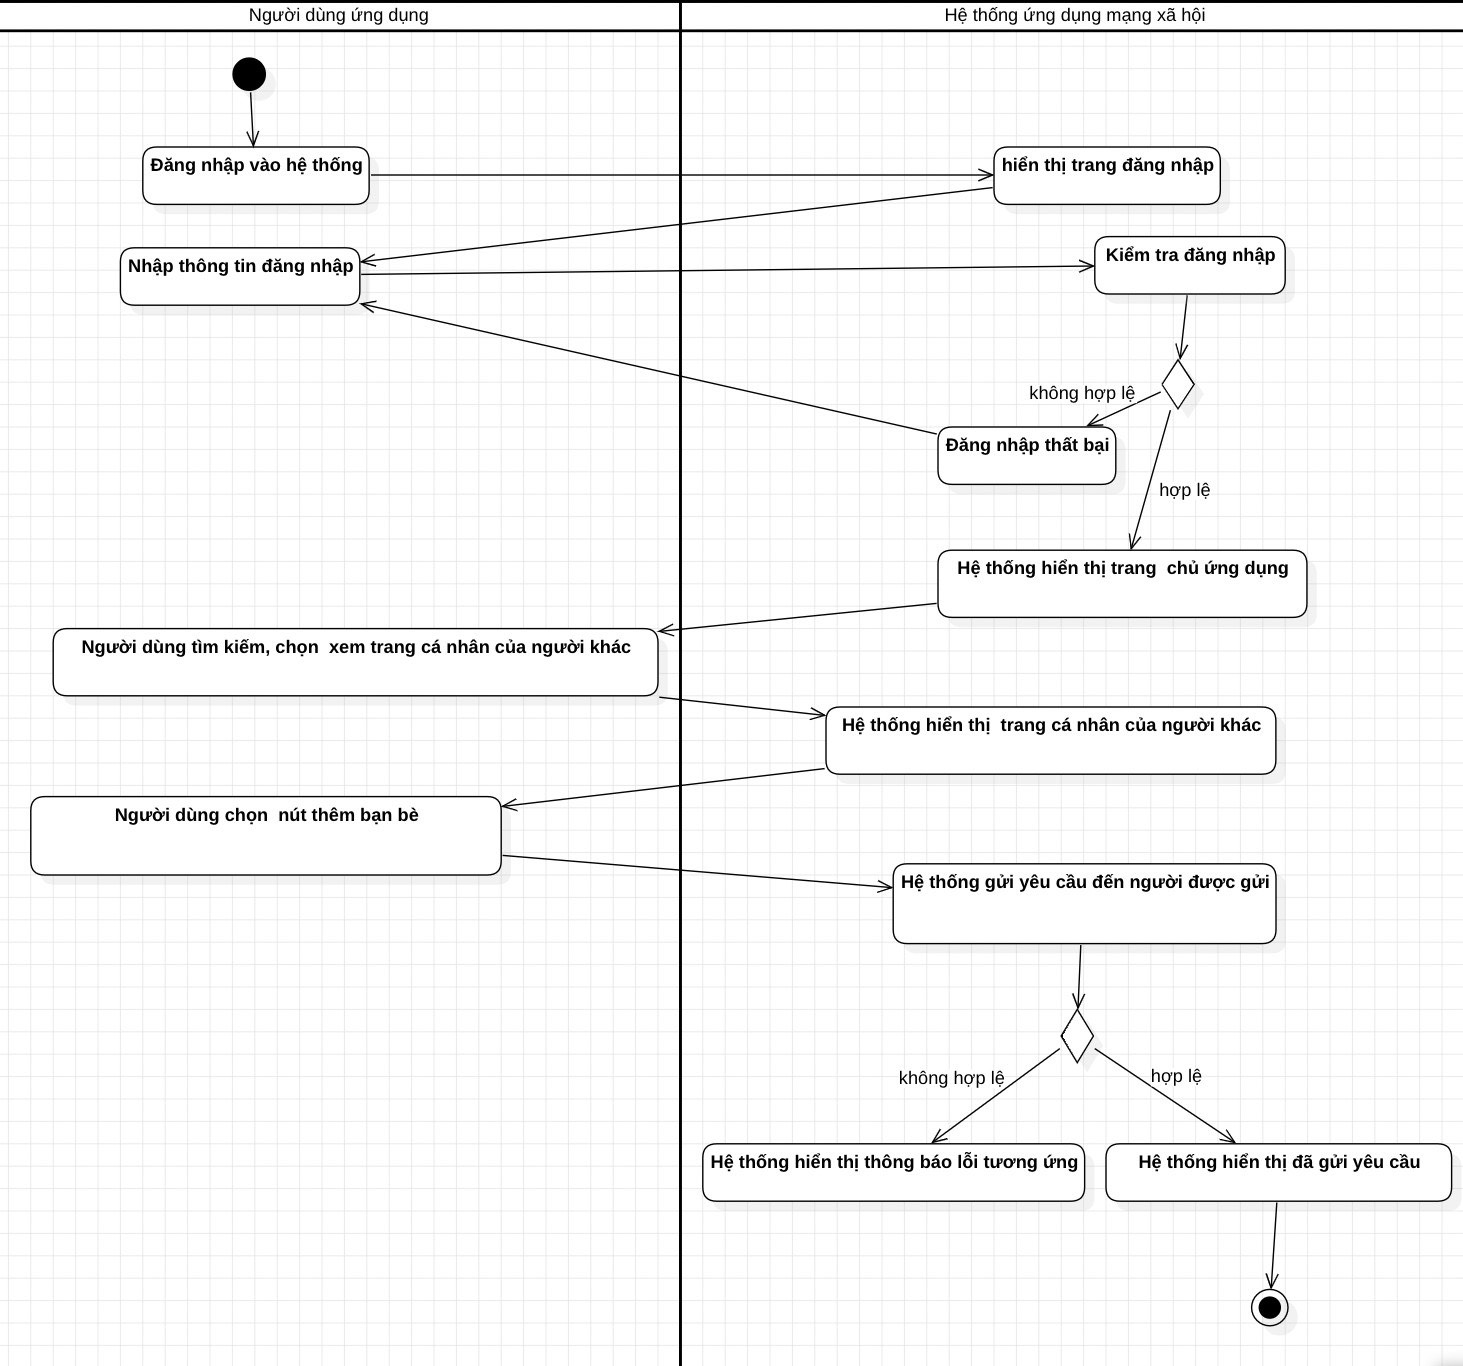 Người dùng ứng dụng
Hệ thống ứng dụng mạng xã hội
Đăng nhập vào hệ thống
hiển thị trang đăng nhập
Nhập thông tin đăng nhập
Kiểm tra đăng nhập
không hợp lệ
Đăng nhập thất bại
hợp lệ
Hệ thống hiển thị trang  chủ ứng dụng
Người dùng tìm kiếm, chọn  xem trang cá nhân của người khác
Hệ thống hiển thị  trang cá nhân của người khác
Người dùng chọn  nút thêm bạn bè
Hệ thống gửi yêu cầu đến người được gửi
không hợp lệ
hợp lệ
Hệ thống hiển thị thông báo lỗi tương ứng
Hệ thống hiển thị đã gửi yêu cầu